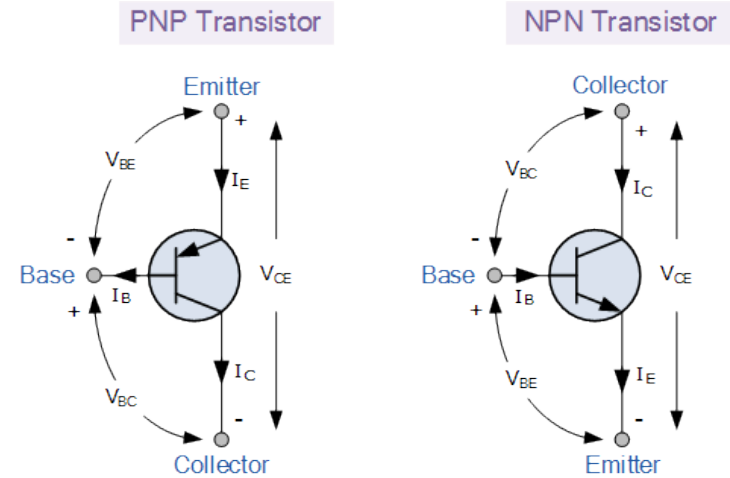 PNP Transistor
Emitter
+
VBE
IE
-
Base
IB
VCE
+
IC
VBC
-
Collector
NPN Transistor
Collector
+
VBC
IC
-
Base
IB
VCE
+
IE
VBE
-
Emitter